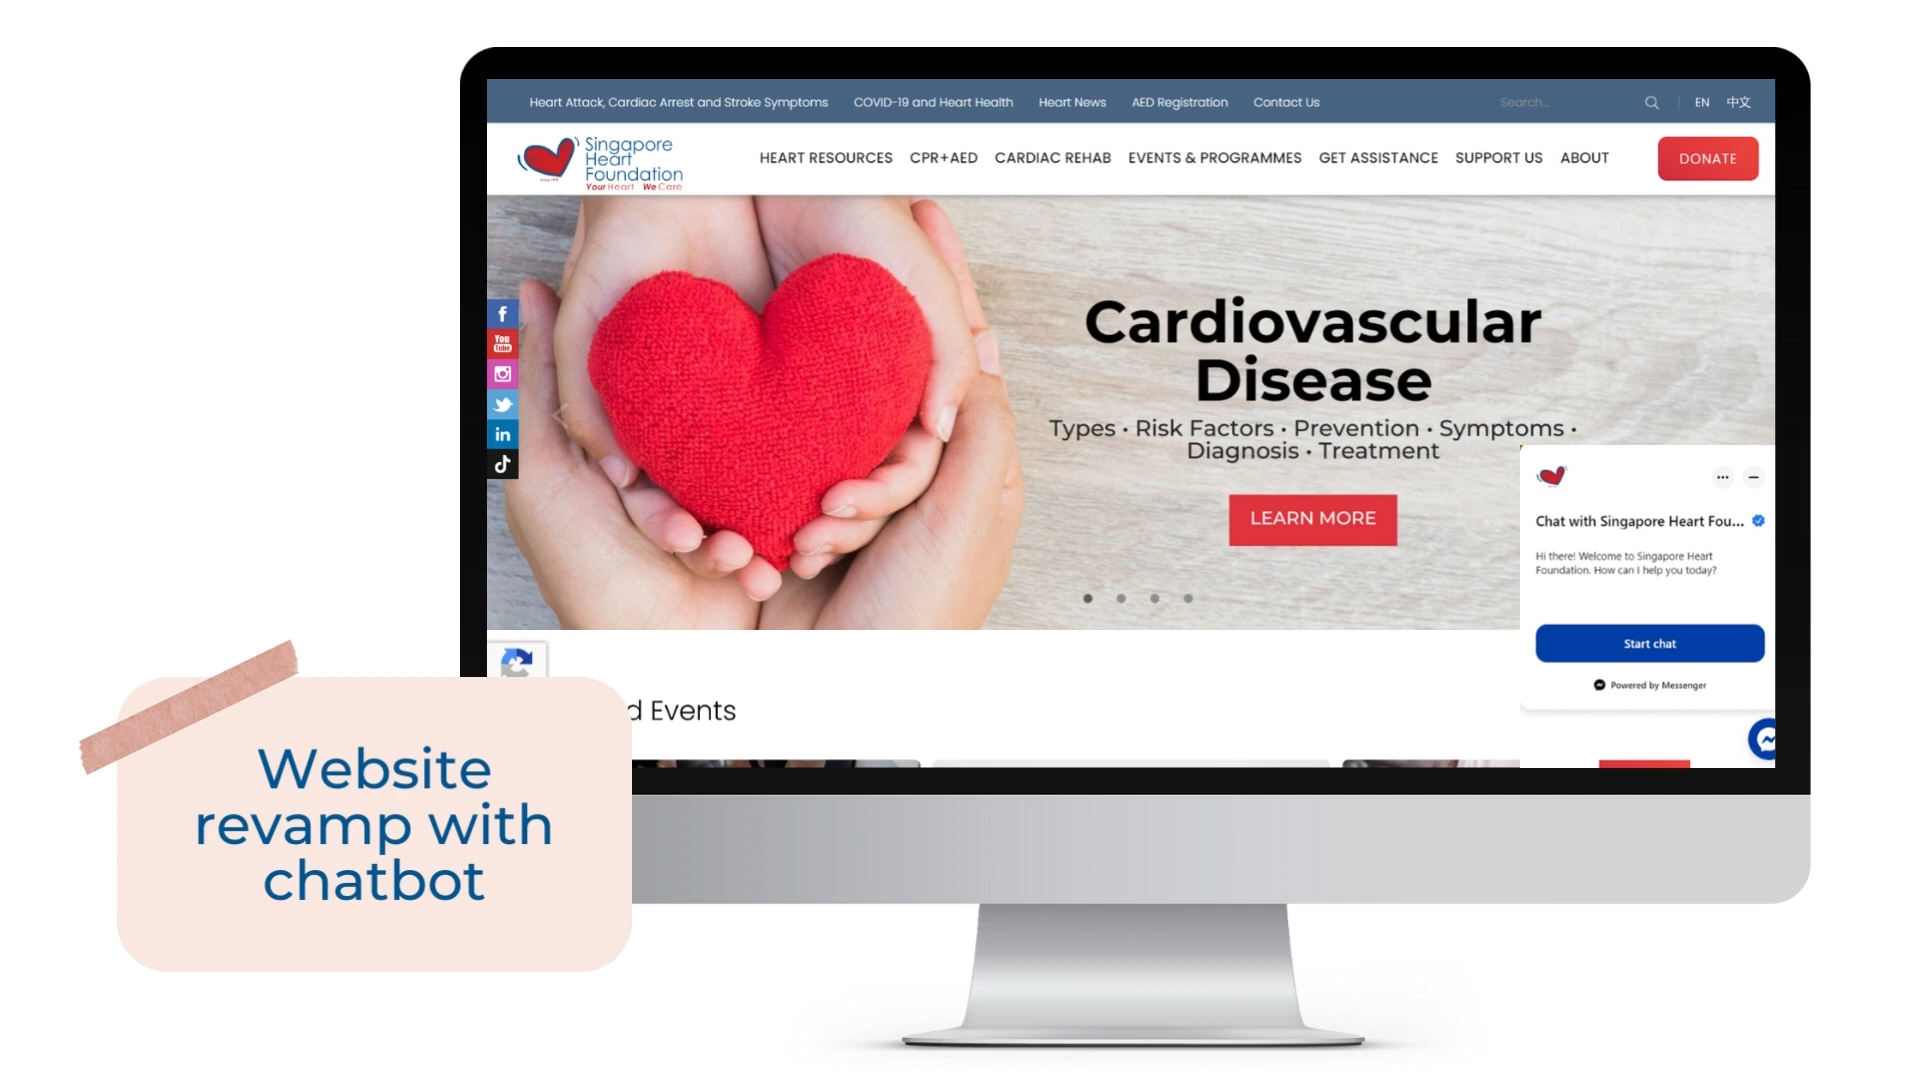 Heart Attack, Cardiac Arrest and Stroke Symptoms COVID-19 and Heart Health Heart News AED Registration Contact Us Search... EN 中文
Singapore
Heart
Foundation
Your Heart We Care
HEART RESOURCES CPR+AED CARDIAC REHAB EVENTS & PROGRAMMES GET ASSISTANCE SUPPORT US ABOUT DONATE
f
You
Tube
in
Cardiovascular
Disease
Types • Risk Factors • Prevention • Symptoms •
Diagnosis • Treatment
LEARN MORE
Chat with Singapore Heart Fou...
Hi there! Welcome to Singapore Heart
Foundation. How can I help you today?
Start chat
Powered by Messenger
d Events
Website
revamp with
chatbot